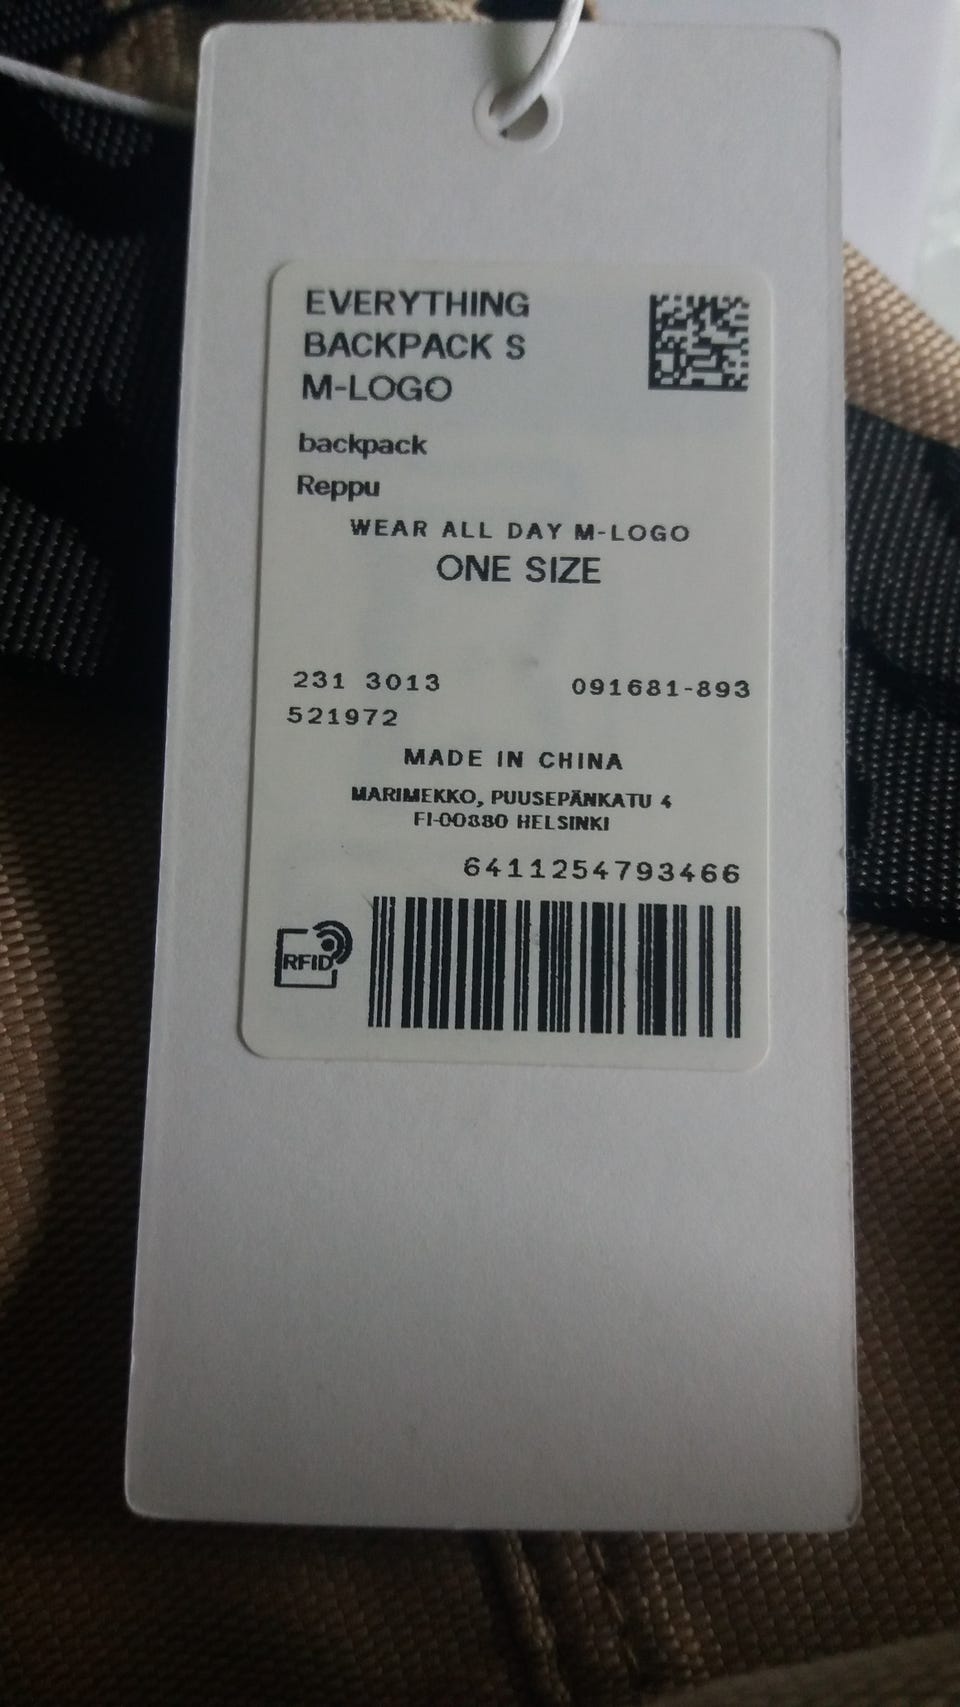 EVERYTHING
BACKPACK S
M-LOGO
backpack
Reppu
WEAR ALL DAY M-LOGO
ONE SIZE
231 3013 091681-893
521972
MADE IN CHINA
MARIMEKKO, PUUSEPÄNKATU 4
FI-00880 HELSINKI
6411254793466
RFID